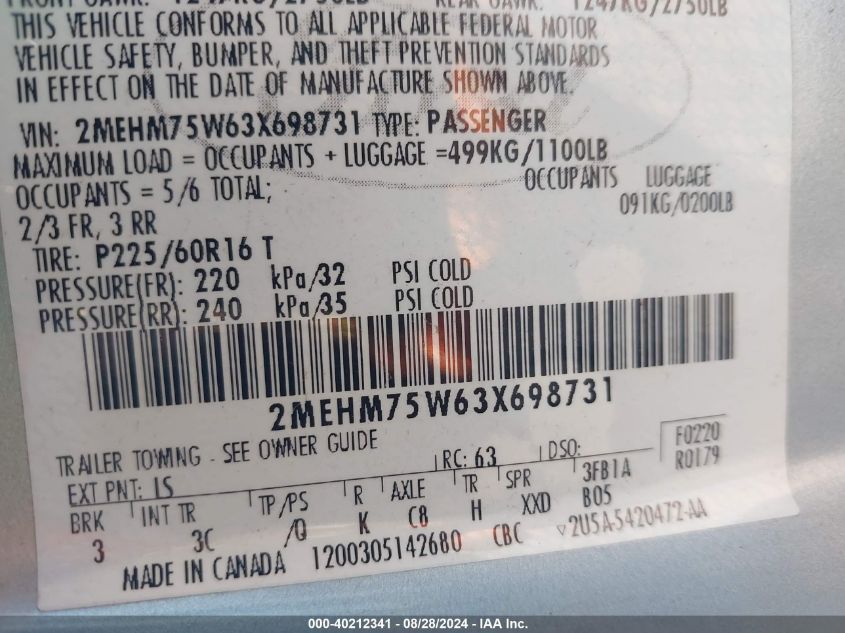 THIS VEHICLE CONFORMS TO ALL APPLICABLE FEDERAL MOTOR
VEHICLE SAFETY, BUMPER, AND THEFT PREVENTION STANDARDS
IN EFFECT ON THE DATE OF MANUFACTURE SHOWN ABOVE.
VIN: 2MEHM75W63X698731 TYPE: PASSENGER
MAXIMUM LOAD = OCCUPANTS + LUGGAGE =499KG/1100LB
OCCUPANTS = 5/6 TOTAL; OCCUPANTS LUGGAGE
2/3 FR, 3 RR 091KG/0200LB
TIRE: P225/60R16 T
PRESSURE(FR): 220 kPa/32 PSI COLD
PRESSURE(RR): 240 kPa/35 PSI COLD
2MEHM75W63X698731
TRAILER TOWING - SEE OWNER GUIDE
EXT PNT: IS RC: 63 DSO: F0220
R0179
BRK INT TR TP/PS R AXLE TR SPR 3FB1A
3 3C /Q K C8 H XXD B05
MADE IN CANADA 1200305142680 CBC ▽2U5A-5420472-AA
000-40212341 - 08/28/2024 - IAA Inc.